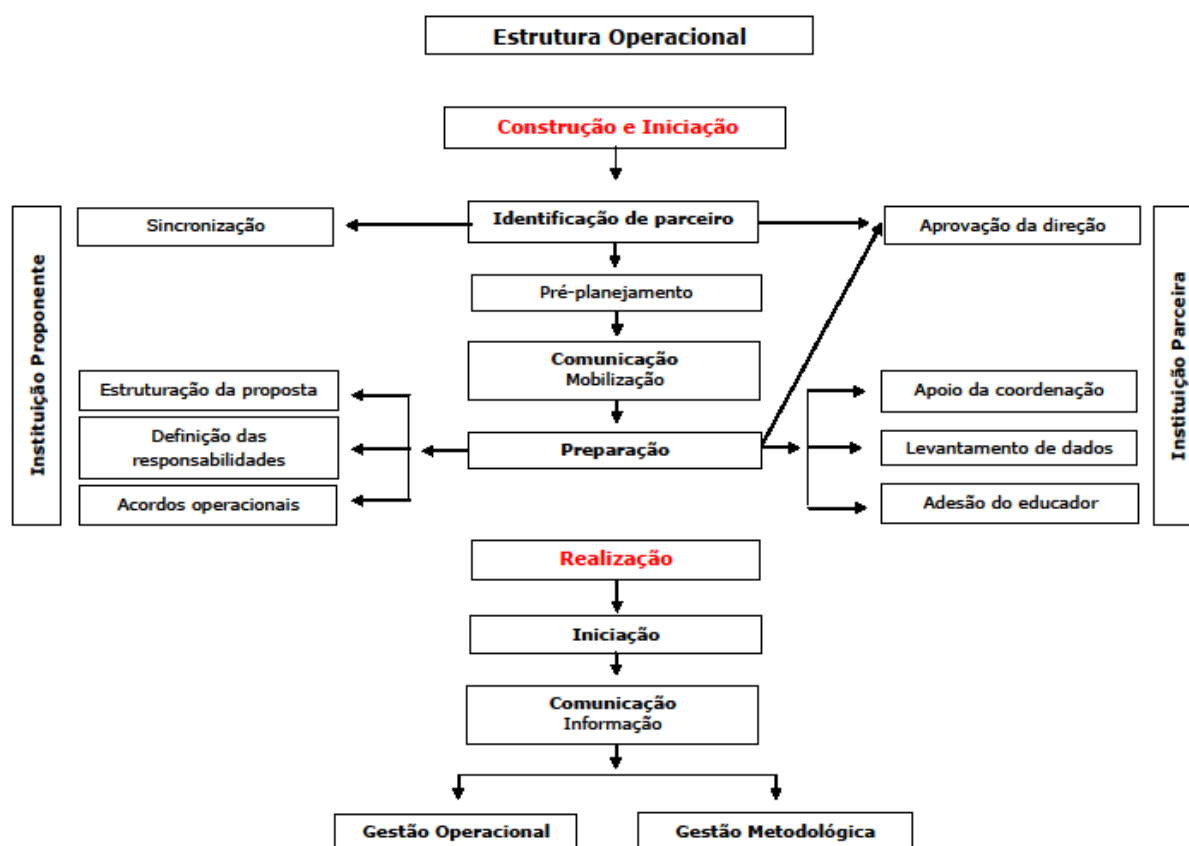 Estrutura Operacional
Construção e Iniciação
Instituição Proponente
Sincronização
Identificação de parceiro
Aprovação da direção
Instituição Parceira
Pré-planejamento
Comunicação
Mobilização
Estruturação da proposta
Apoio da coordenação
Definição das
responsabilidades
Preparação
Levantamento de dados
Acordos operacionais
Adesão do educador
Realização
Iniciação
Comunicação
Informação
Gestão Operacional
Gestão Metodológica